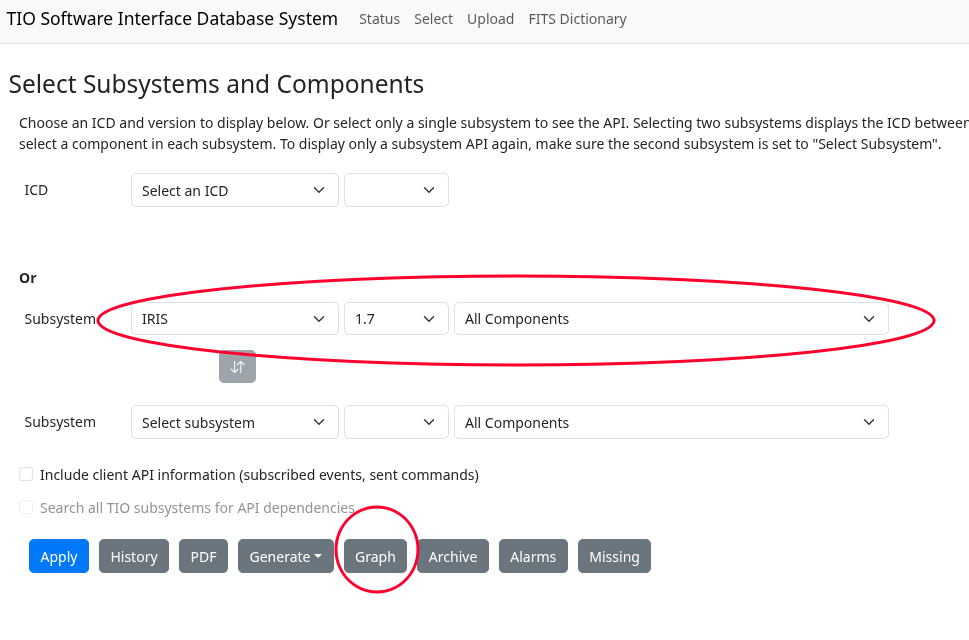 TIO Software Interface Database System Status Select Upload FITS Dictionary
Select Subsystems and Components
Choose an ICD and version to display below. Or select only a single subsystem to see the API. Selecting two subsystems displays the ICD between
select a component in each subsystem. To display only a subsystem API again, make sure the second subsystem is set to "Select Subsystem".
ICD Select an ICD
Or
Subsystem IRIS 1.7 All Components
Subsystem Select subsystem All Components
Include client API information (subscribed events, sent commands)
Search all TIO subsystems for API dependencies
Apply History PDF Generate Graph Archive Alarms Missing